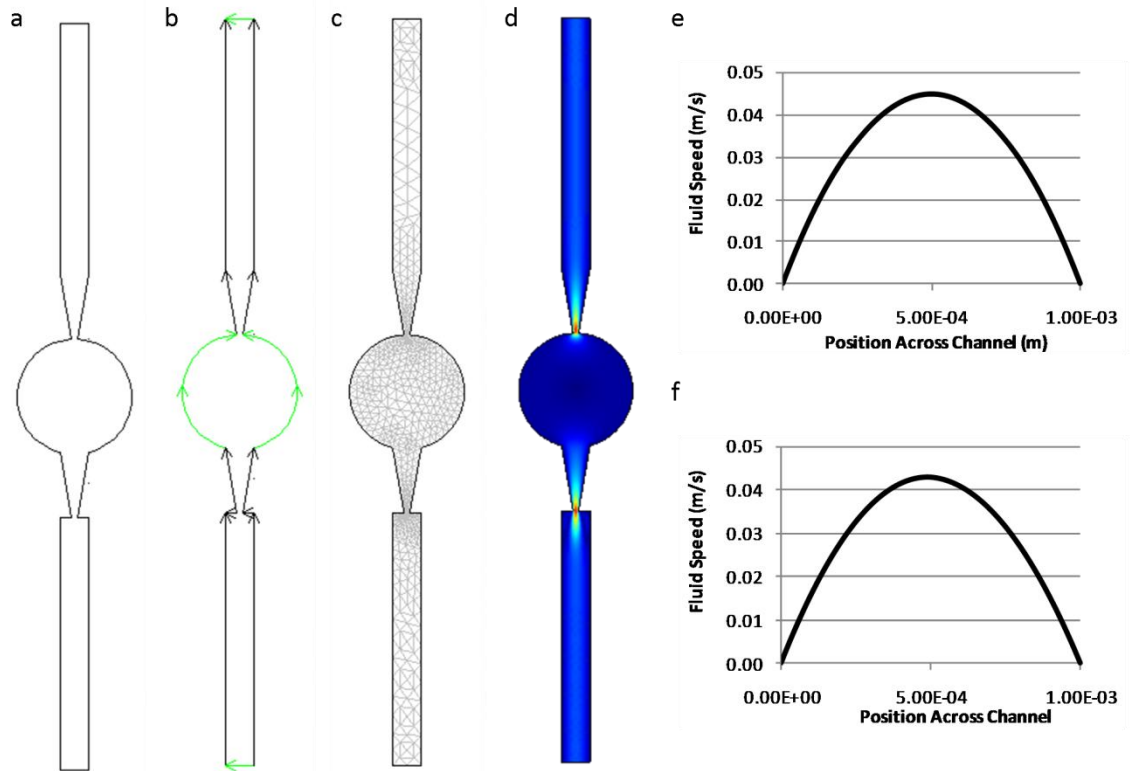 a b c d e
0.05
0.04
0.03
0.02
0.01
0.00
Fluid Speed (m/s)
0.00E+00 5.00E-04 1.00E-03
Position Across Channel (m)
f
0.05
0.04
0.03
0.02
0.01
0.00
Fluid Speed (m/s)
0.00E+00 5.00E-04 1.00E-03
Position Across Channel